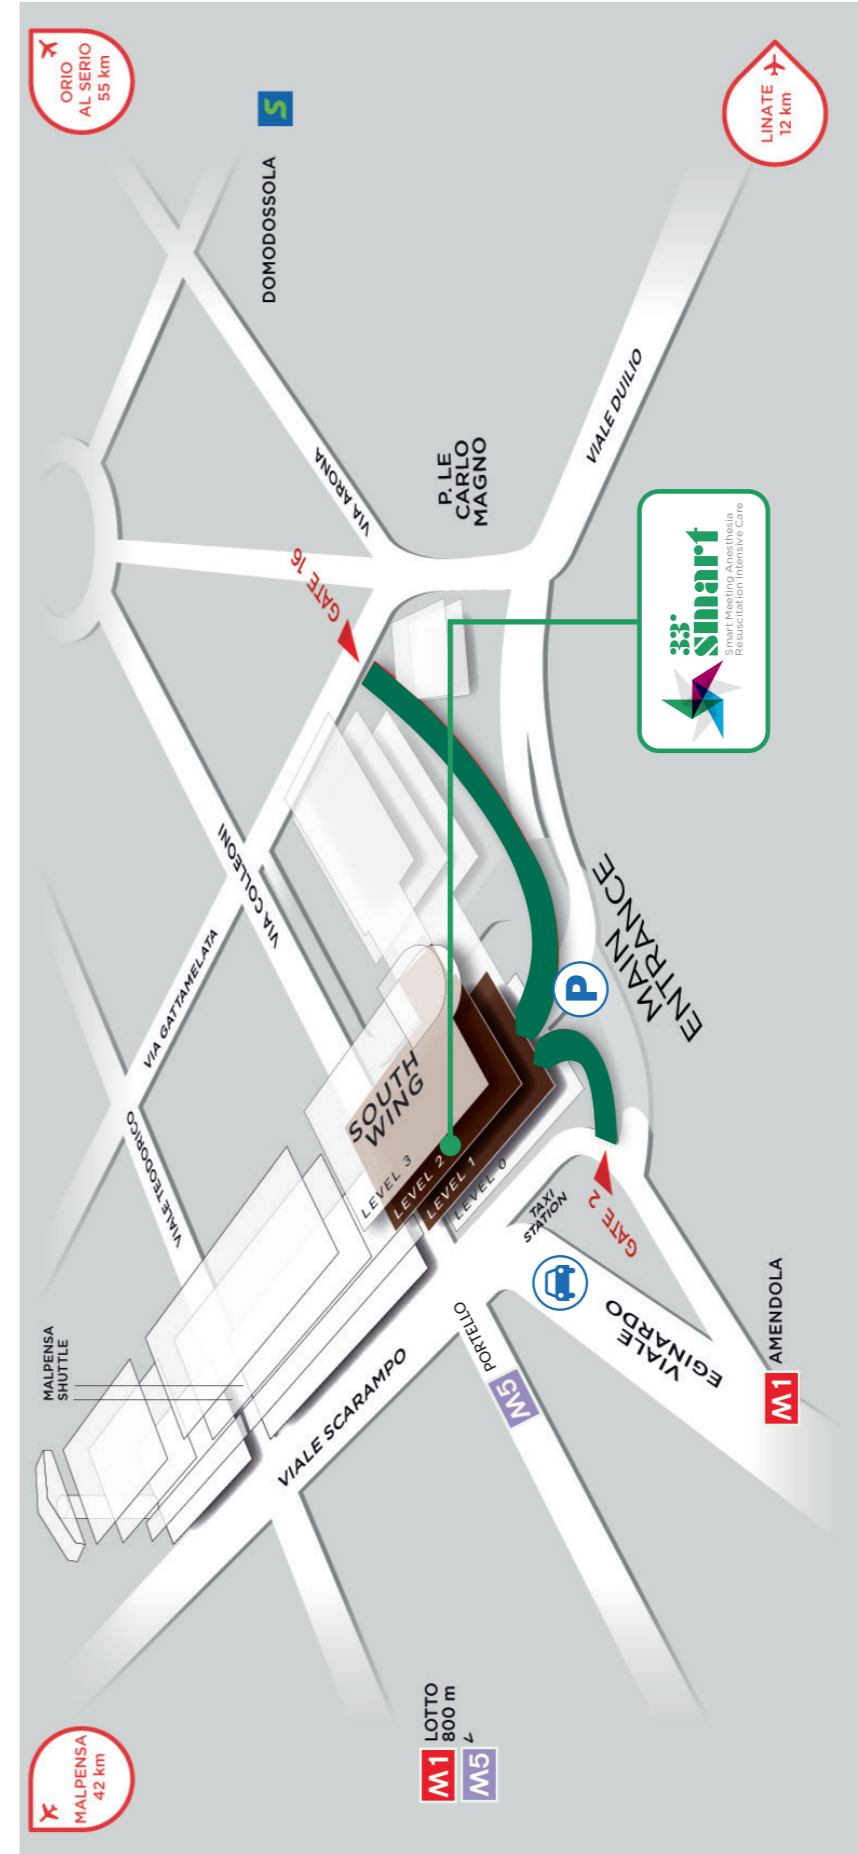 MALPENSA
42 km
ORIO
AL SERIO
55 km
MALPENSA
SHUTTLE
VIALE TEODORICO
VIA GATTAMELATA
VIA COLLEONI
VIA ARONA
DOMODOSSOLA
S
GATE 16
P. LE
CARLO
MAGNO
VIALE SCARAMPO
SOUTH
WING
LEVEL 3
LEVEL 2
LEVEL 1
LEVEL 0
M1
M5
LOTTO
800 m
PORTELLO
M5
TAXI
STATION
P
MAIN
ENTRANCE
GATE 2
VIALE
EGINARDO
M1
AMENDOLA
VIALE DUILIO
33°
smart
Smart Meeting Anesthesia
Resuscitation Intensive Care
LINATE
12 km